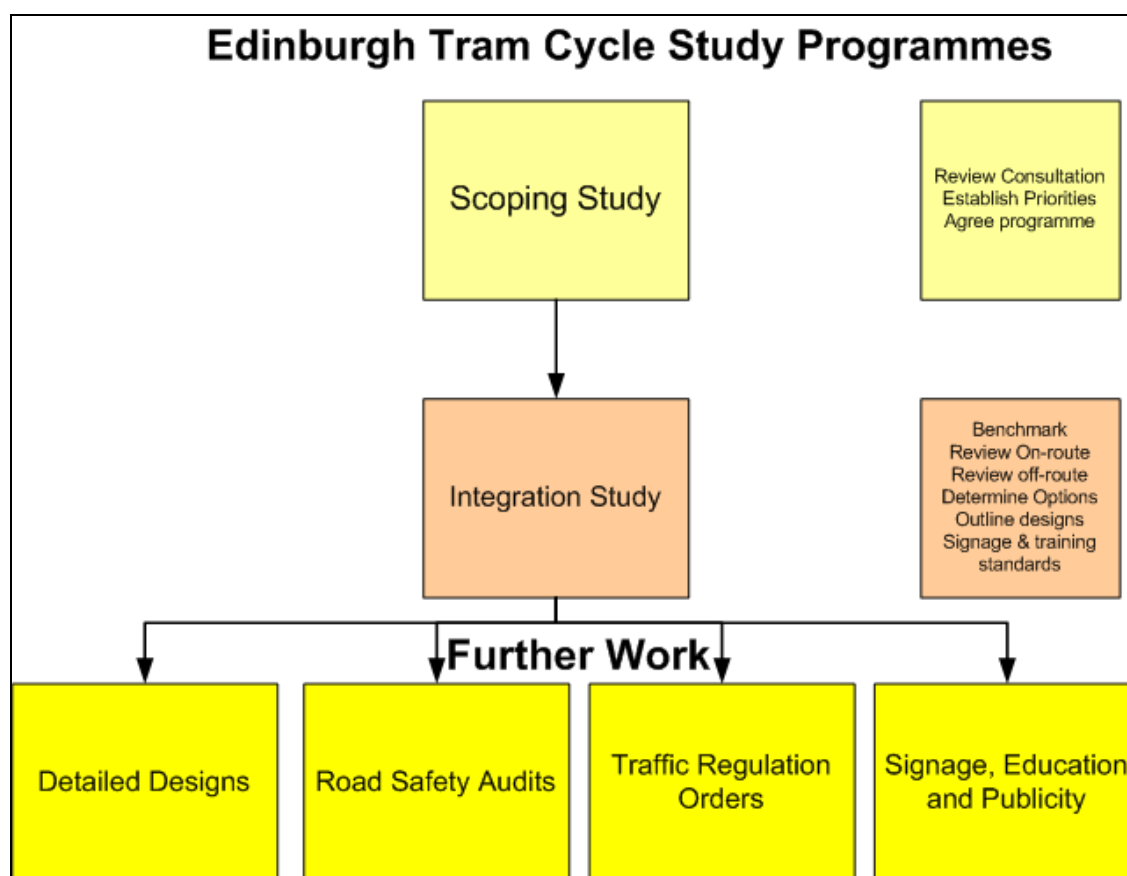 Edinburgh Tram Cycle Study Programmes
Scoping Study
Review Consultation
Establish Priorities
Agree programme
Integration Study
Benchmark
Review On-route
Review off-route
Determine Options
Outline designs
Signage & training
standards
Further Work
Detailed Designs
Road Safety Audits
Traffic Regulation
Orders
Signage, Education
and Publicity